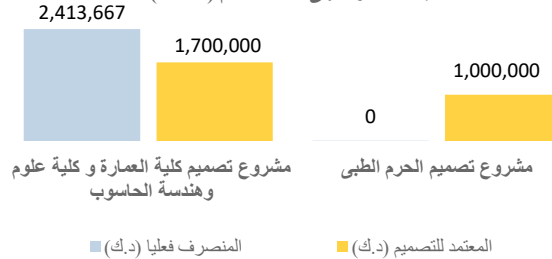 2,413,667
1,700,000
1,000,000
0
مشروع تصميم الحرم الطبى
مشروع تصميم كلية العمارة و كلية علوم
وهندسة الحاسوب
المعتمد للتصميم (د.ك)
المنصرف فعليا (د.ك)